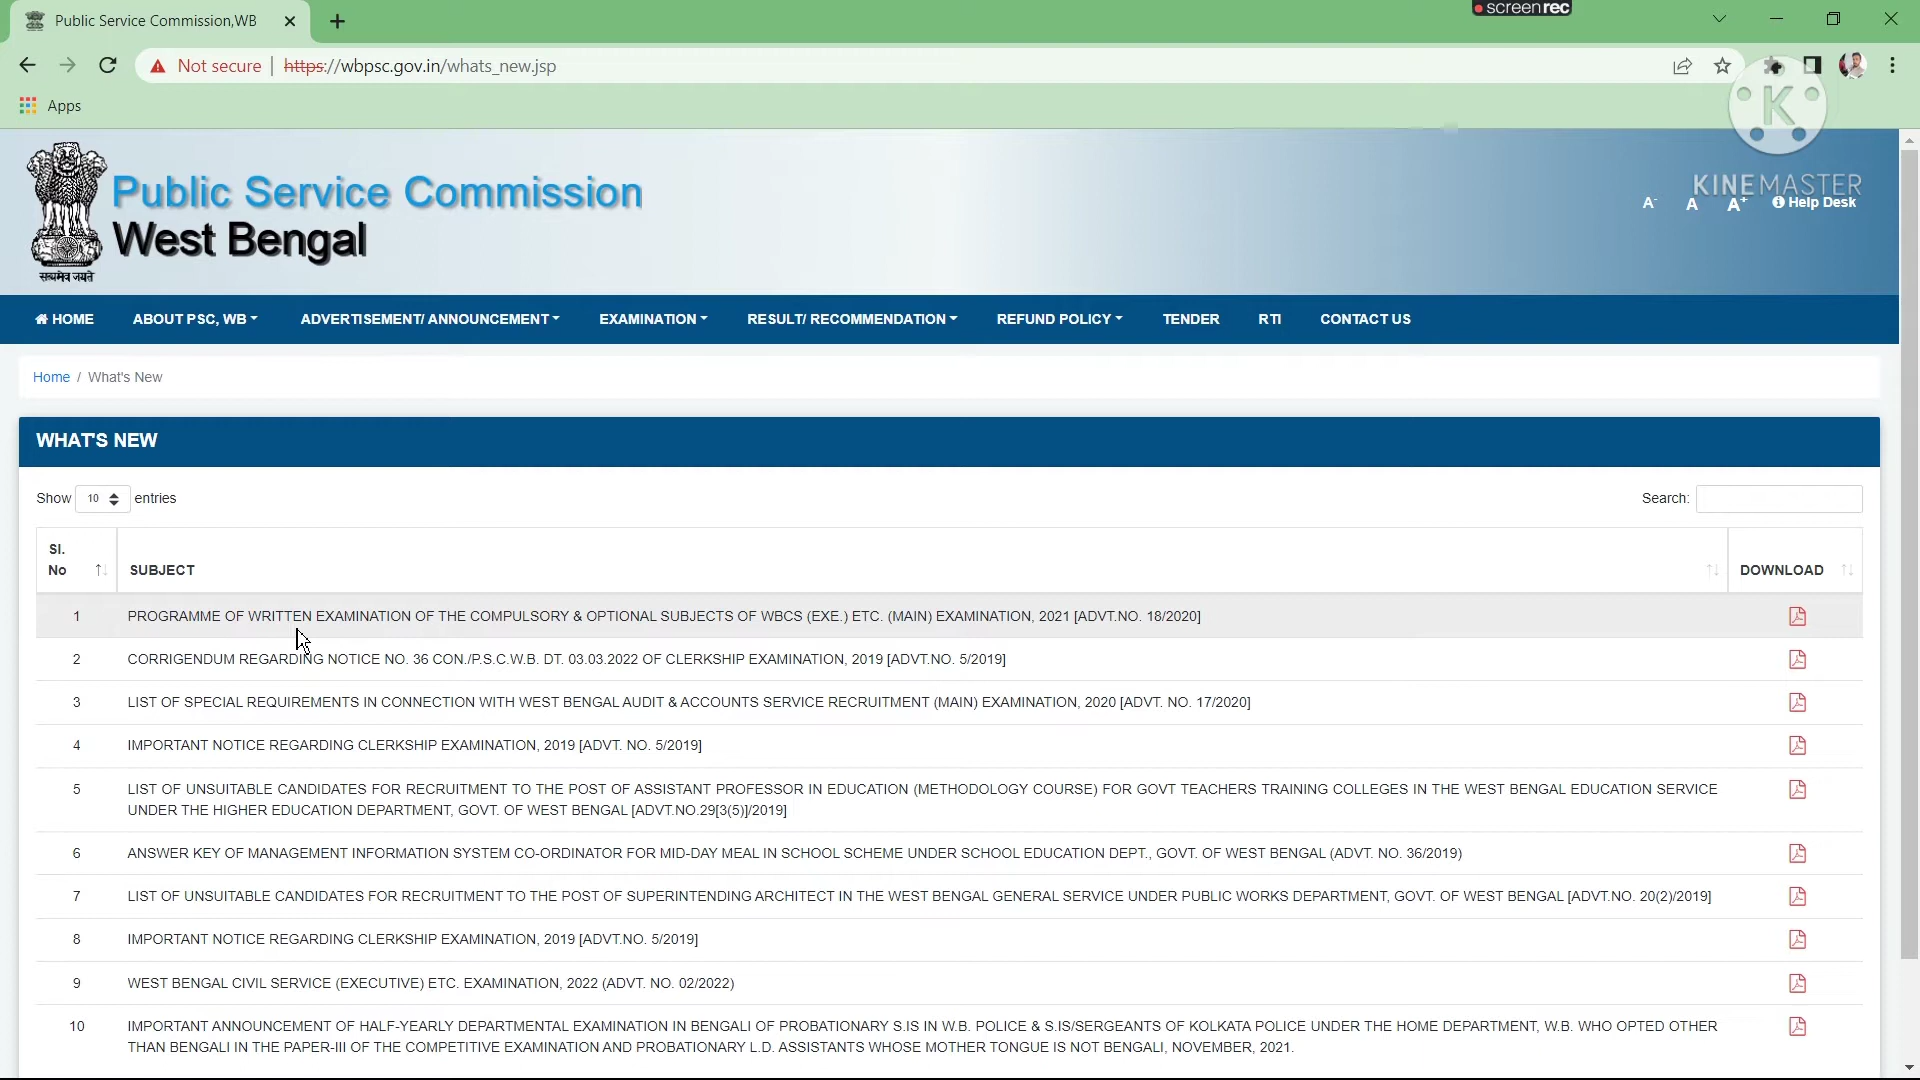 screenrec
Public Service Commission,WB
Not secure | https://wbpsc.gov.in/whats_new.jsp
Apps
K
KINEMASTER
सत्यमेव जयते
Public Service Commission
West Bengal
A- A A+ Help Desk
HOME ABOUT PSC, WB ADVERTISEMENT/ ANNOUNCEMENT EXAMINATION RESULT/ RECOMMENDATION REFUND POLICY TENDER RTI CONTACT US
Home / What's New
WHAT'S NEW
Show 10 entries Search:
Sl.
No SUBJECT DOWNLOAD
1 PROGRAMME OF WRITTEN EXAMINATION OF THE COMPULSORY & OPTIONAL SUBJECTS OF WBCS (EXE.) ETC. (MAIN) EXAMINATION, 2021 [ADVT.NO. 18/2020]
2 CORRIGENDUM REGARDING NOTICE NO. 36 CON./P.S.C.W.B. DT. 03.03.2022 OF CLERKSHIP EXAMINATION, 2019 [ADVT.NO. 5/2019]
3 LIST OF SPECIAL REQUIREMENTS IN CONNECTION WITH WEST BENGAL AUDIT & ACCOUNTS SERVICE RECRUITMENT (MAIN) EXAMINATION, 2020 [ADVT. NO. 17/2020]
4 IMPORTANT NOTICE REGARDING CLERKSHIP EXAMINATION, 2019 [ADVT. NO. 5/2019]
5 LIST OF UNSUITABLE CANDIDATES FOR RECRUITMENT TO THE POST OF ASSISTANT PROFESSOR IN EDUCATION (METHODOLOGY COURSE) FOR GOVT TEACHERS TRAINING COLLEGES IN THE WEST BENGAL EDUCATION SERVICE
UNDER THE HIGHER EDUCATION DEPARTMENT, GOVT. OF WEST BENGAL [ADVT.NO.29[3(5)]/2019]
6 ANSWER KEY OF MANAGEMENT INFORMATION SYSTEM CO-ORDINATOR FOR MID-DAY MEAL IN SCHOOL SCHEME UNDER SCHOOL EDUCATION DEPT., GOVT. OF WEST BENGAL (ADVT. NO. 36/2019)
7 LIST OF UNSUITABLE CANDIDATES FOR RECRUITMENT TO THE POST OF SUPERINTENDING ARCHITECT IN THE WEST BENGAL GENERAL SERVICE UNDER PUBLIC WORKS DEPARTMENT, GOVT. OF WEST BENGAL [ADVT.NO. 20(2)/2019]
8 IMPORTANT NOTICE REGARDING CLERKSHIP EXAMINATION, 2019 [ADVT.NO. 5/2019]
9 WEST BENGAL CIVIL SERVICE (EXECUTIVE) ETC. EXAMINATION, 2022 (ADVT. NO. 02/2022)
10 IMPORTANT ANNOUNCEMENT OF HALF-YEARLY DEPARTMENTAL EXAMINATION IN BENGALI OF PROBATIONARY S.IS IN W.B. POLICE & S.IS/SERGEANTS OF KOLKATA POLICE UNDER THE HOME DEPARTMENT, W.B. WHO OPTED OTHER
THAN BENGALI IN THE PAPER-III OF THE COMPETITIVE EXAMINATION AND PROBATIONARY L.D. ASSISTANTS WHOSE MOTHER TONGUE IS NOT BENGALI, NOVEMBER, 2021.